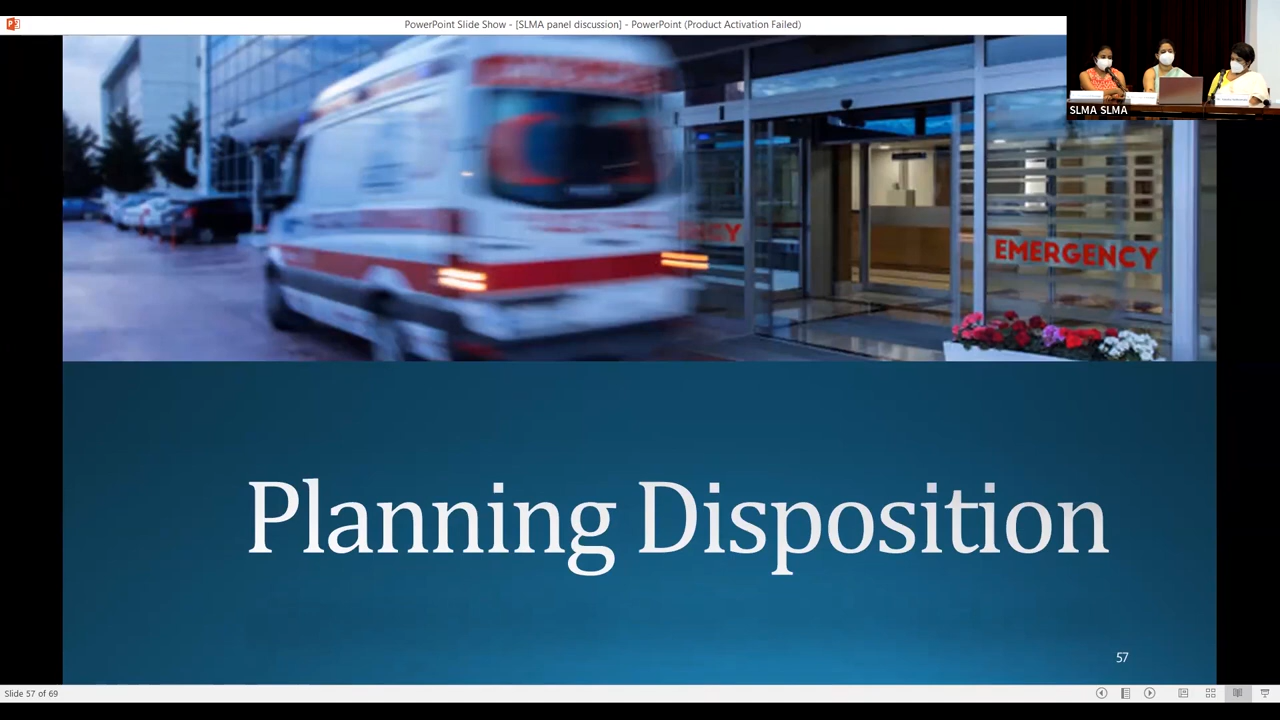 PowerPoint Slide Show - [SLMA panel discussion] - PowerPoint (Product Activation Failed)
SLMA SLMA
EMERGENCY
Planning Disposition
57
Slide 57 of 69